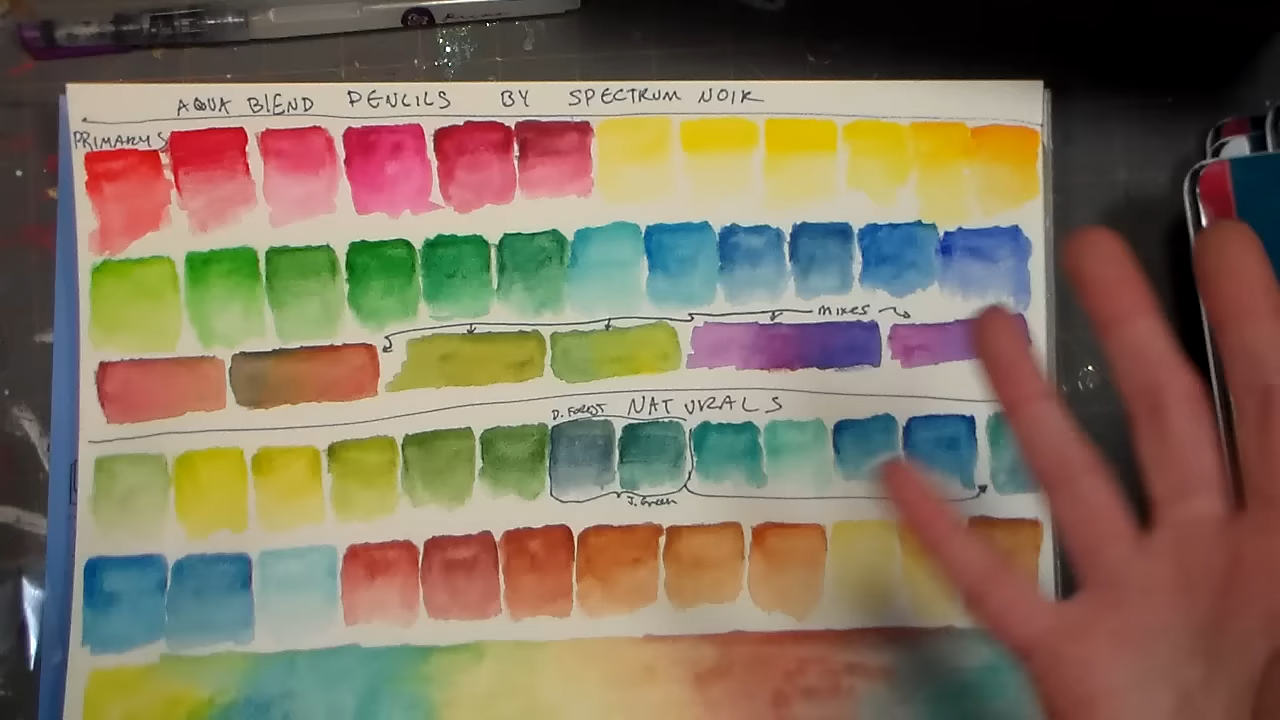 AQUA BLEND PENCILS BY SPECTRUM NOIR
PRIMARYS
mixes
D. FOREST NATURALS
J. Green